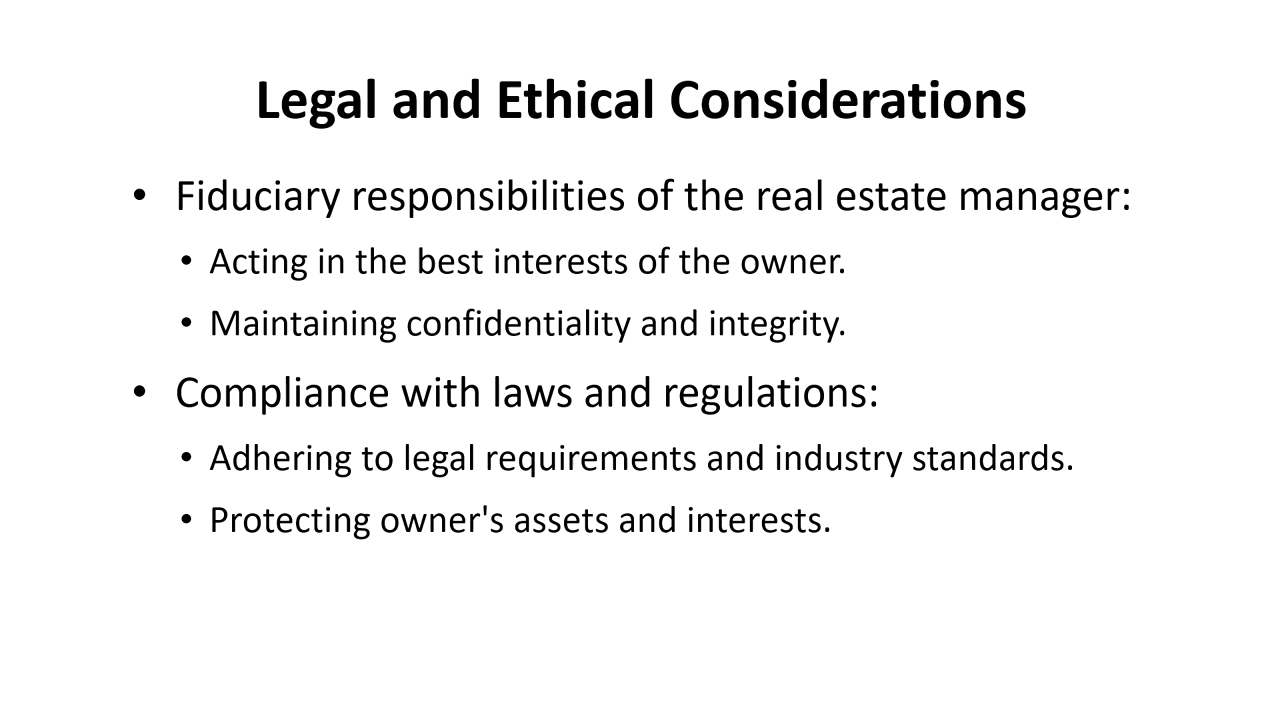 Legal and Ethical Considerations
• Fiduciary responsibilities of the real estate manager:
• Acting in the best interests of the owner.
• Maintaining confidentiality and integrity.
• Compliance with laws and regulations:
• Adhering to legal requirements and industry standards.
• Protecting owner's assets and interests.